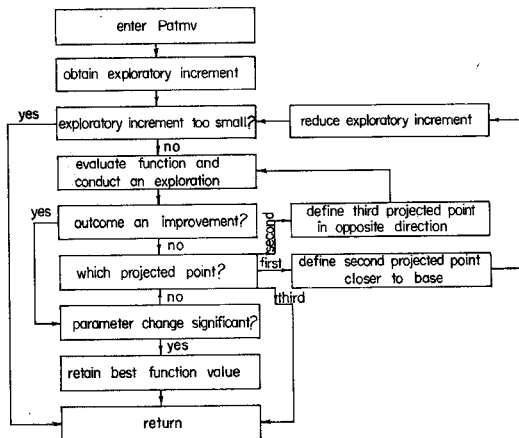 enter Patmv
obtain exploratory increment
yes
exploratory increment too small?
reduce exploratory increment
no
evaluate function and
conduct an exploration
yes
outcome an improvement?
second
define third projected point
in opposite direction
no
which projected point?
first
define second projected point
closer to base
third
no
parameter change significant?
yes
retain best function value
return